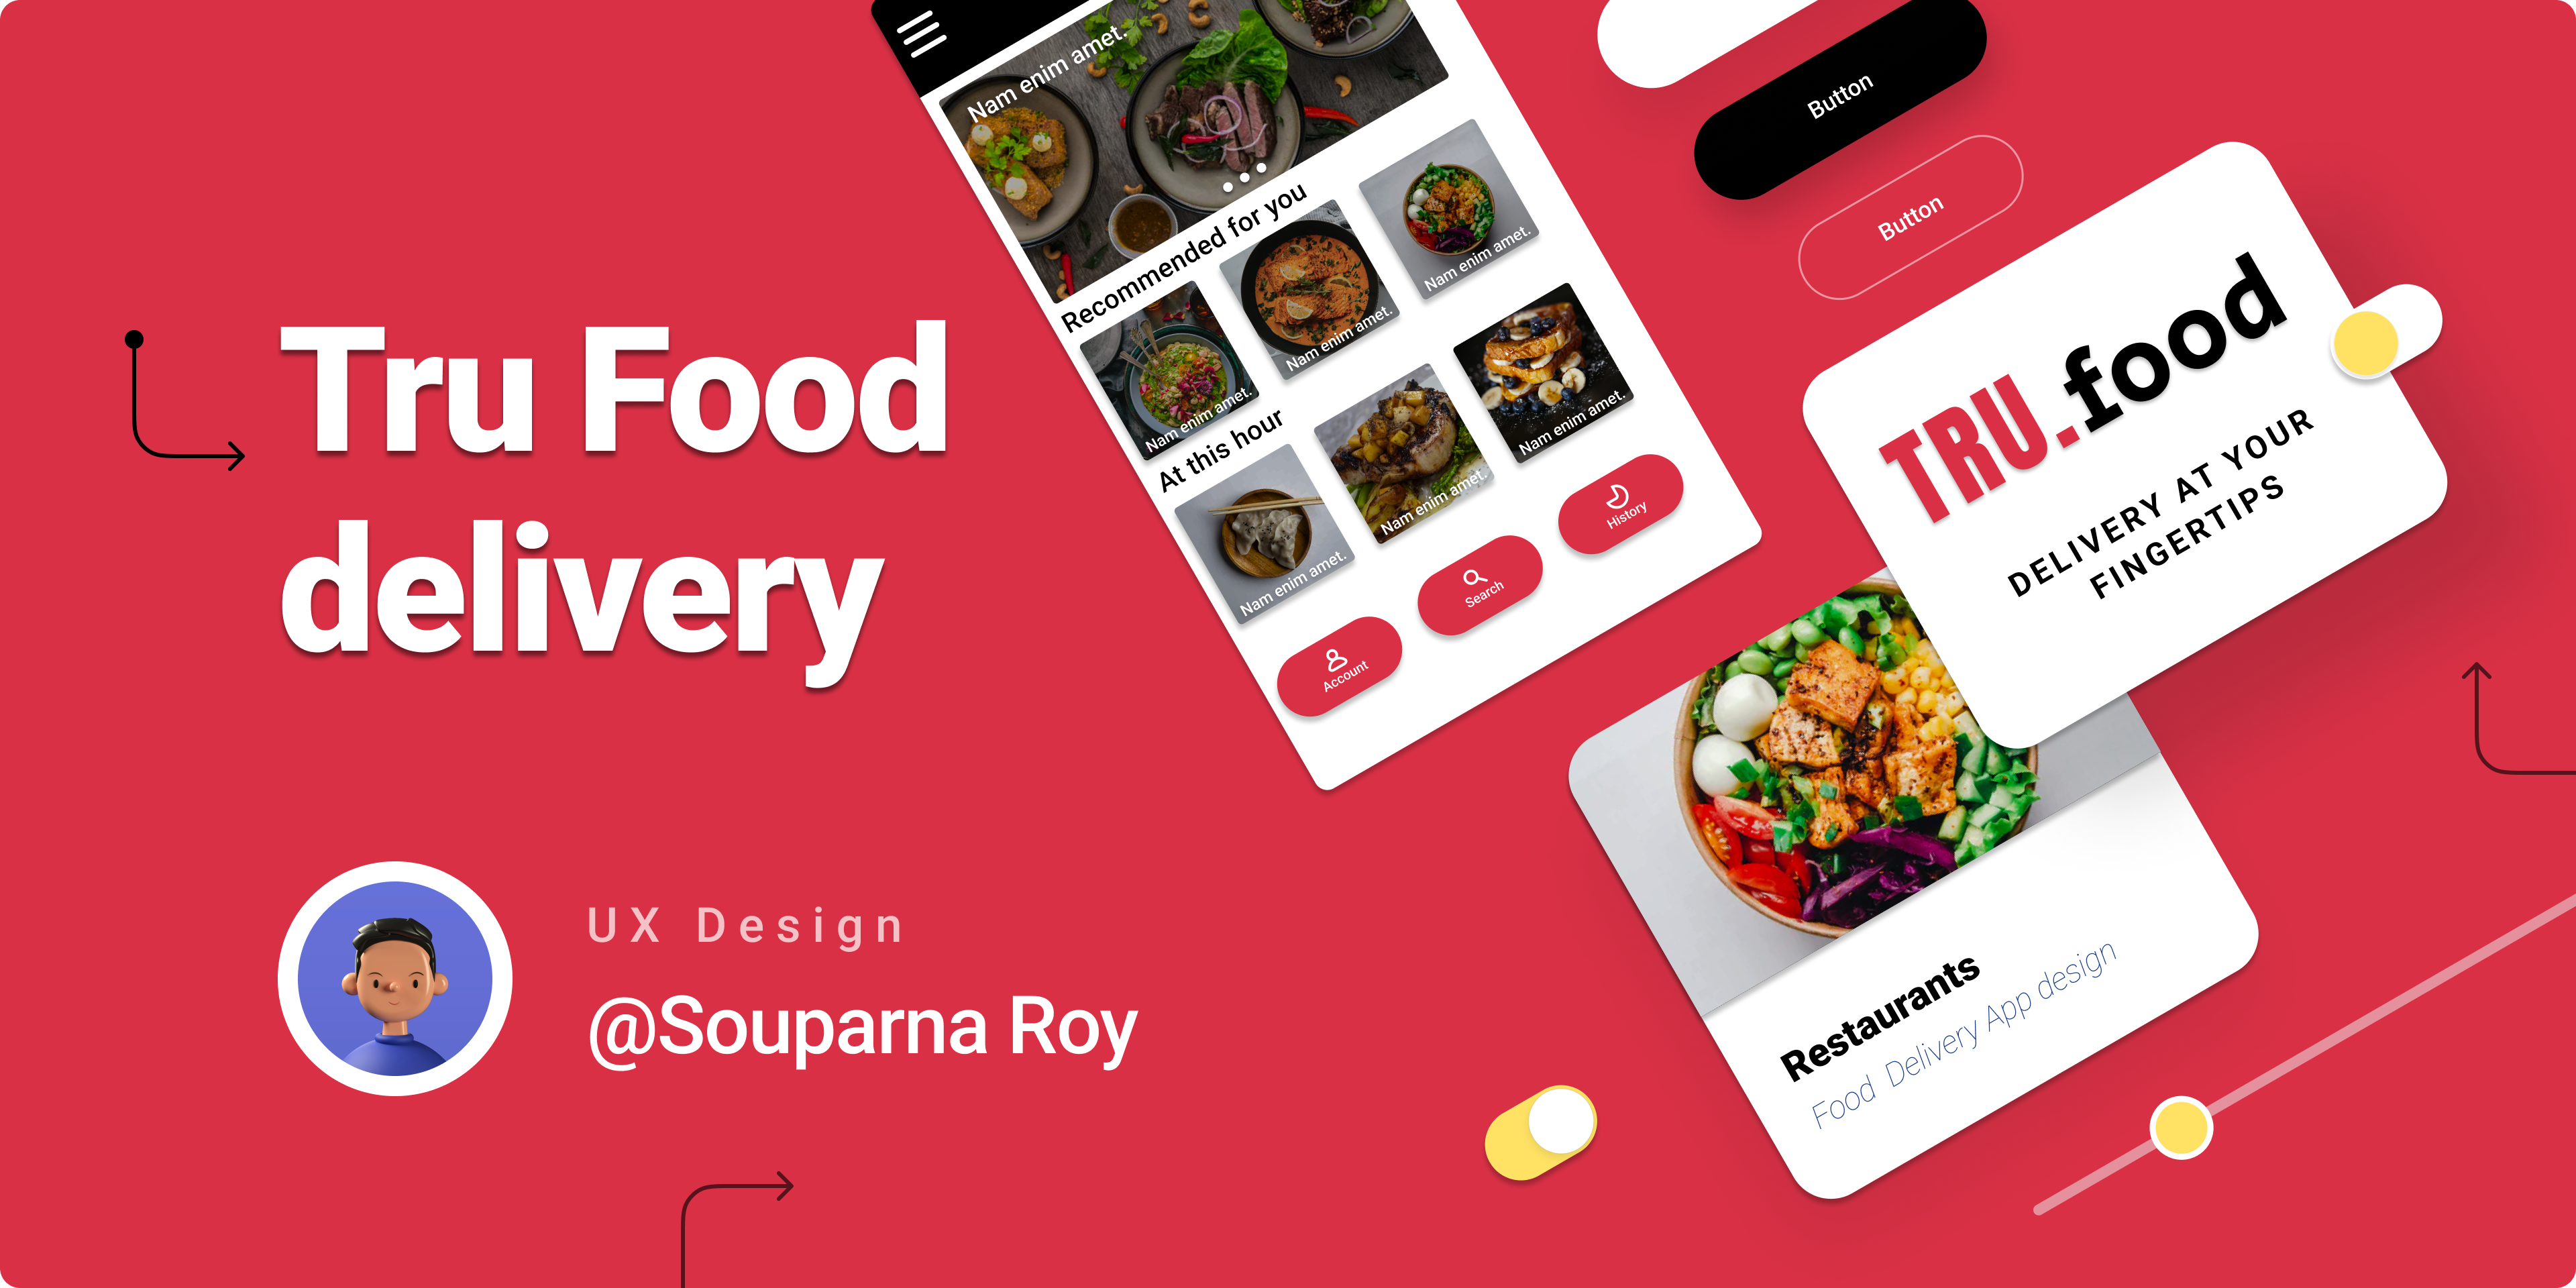 Tru Food
delivery
UX Design
@Souparna Roy
Nam enim amet.
Recommended for you
Nam enim amet.
Nam enim amet.
Nam enim amet.
At this hour
Nam enim amet.
Nam enim amet.
Nam enim amet.
Account
Search
History
Button
Button
TRU.food
DELIVERY AT YOUR
FINGERTIPS
Restaurants
Food Delivery App design